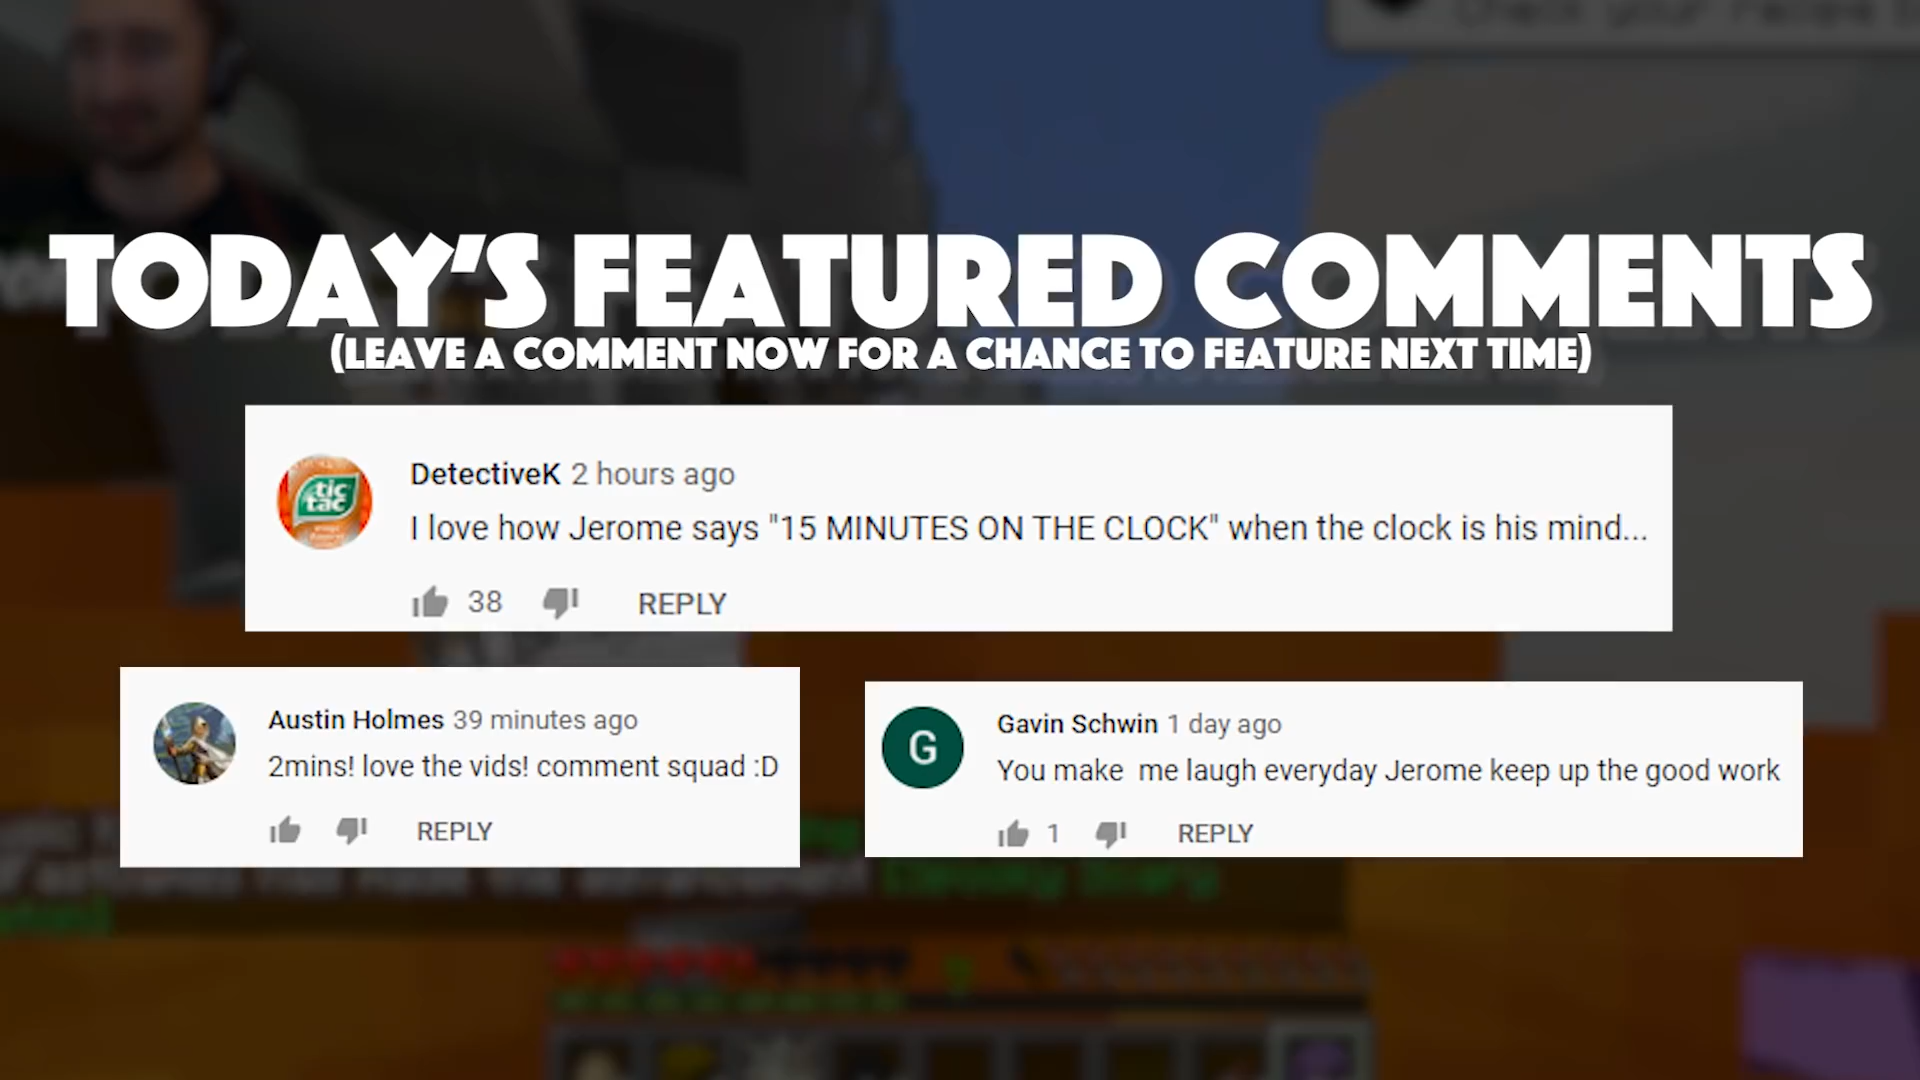 TODAY'S FEATURED COMMENTS
(LEAVE A COMMENT NOW FOR A CHANCE TO FEATURE NEXT TIME)
DetectiveK 2 hours ago
tic
tac
I love how Jerome says "15 MINUTES ON THE CLOCK" when the clock is his mind...
38 REPLY
Austin Holmes 39 minutes ago
2mins! love the vids! comment squad :D
REPLY
G
Gavin Schwin 1 day ago
You make  me laugh everyday Jerome keep up the good work
1 REPLY